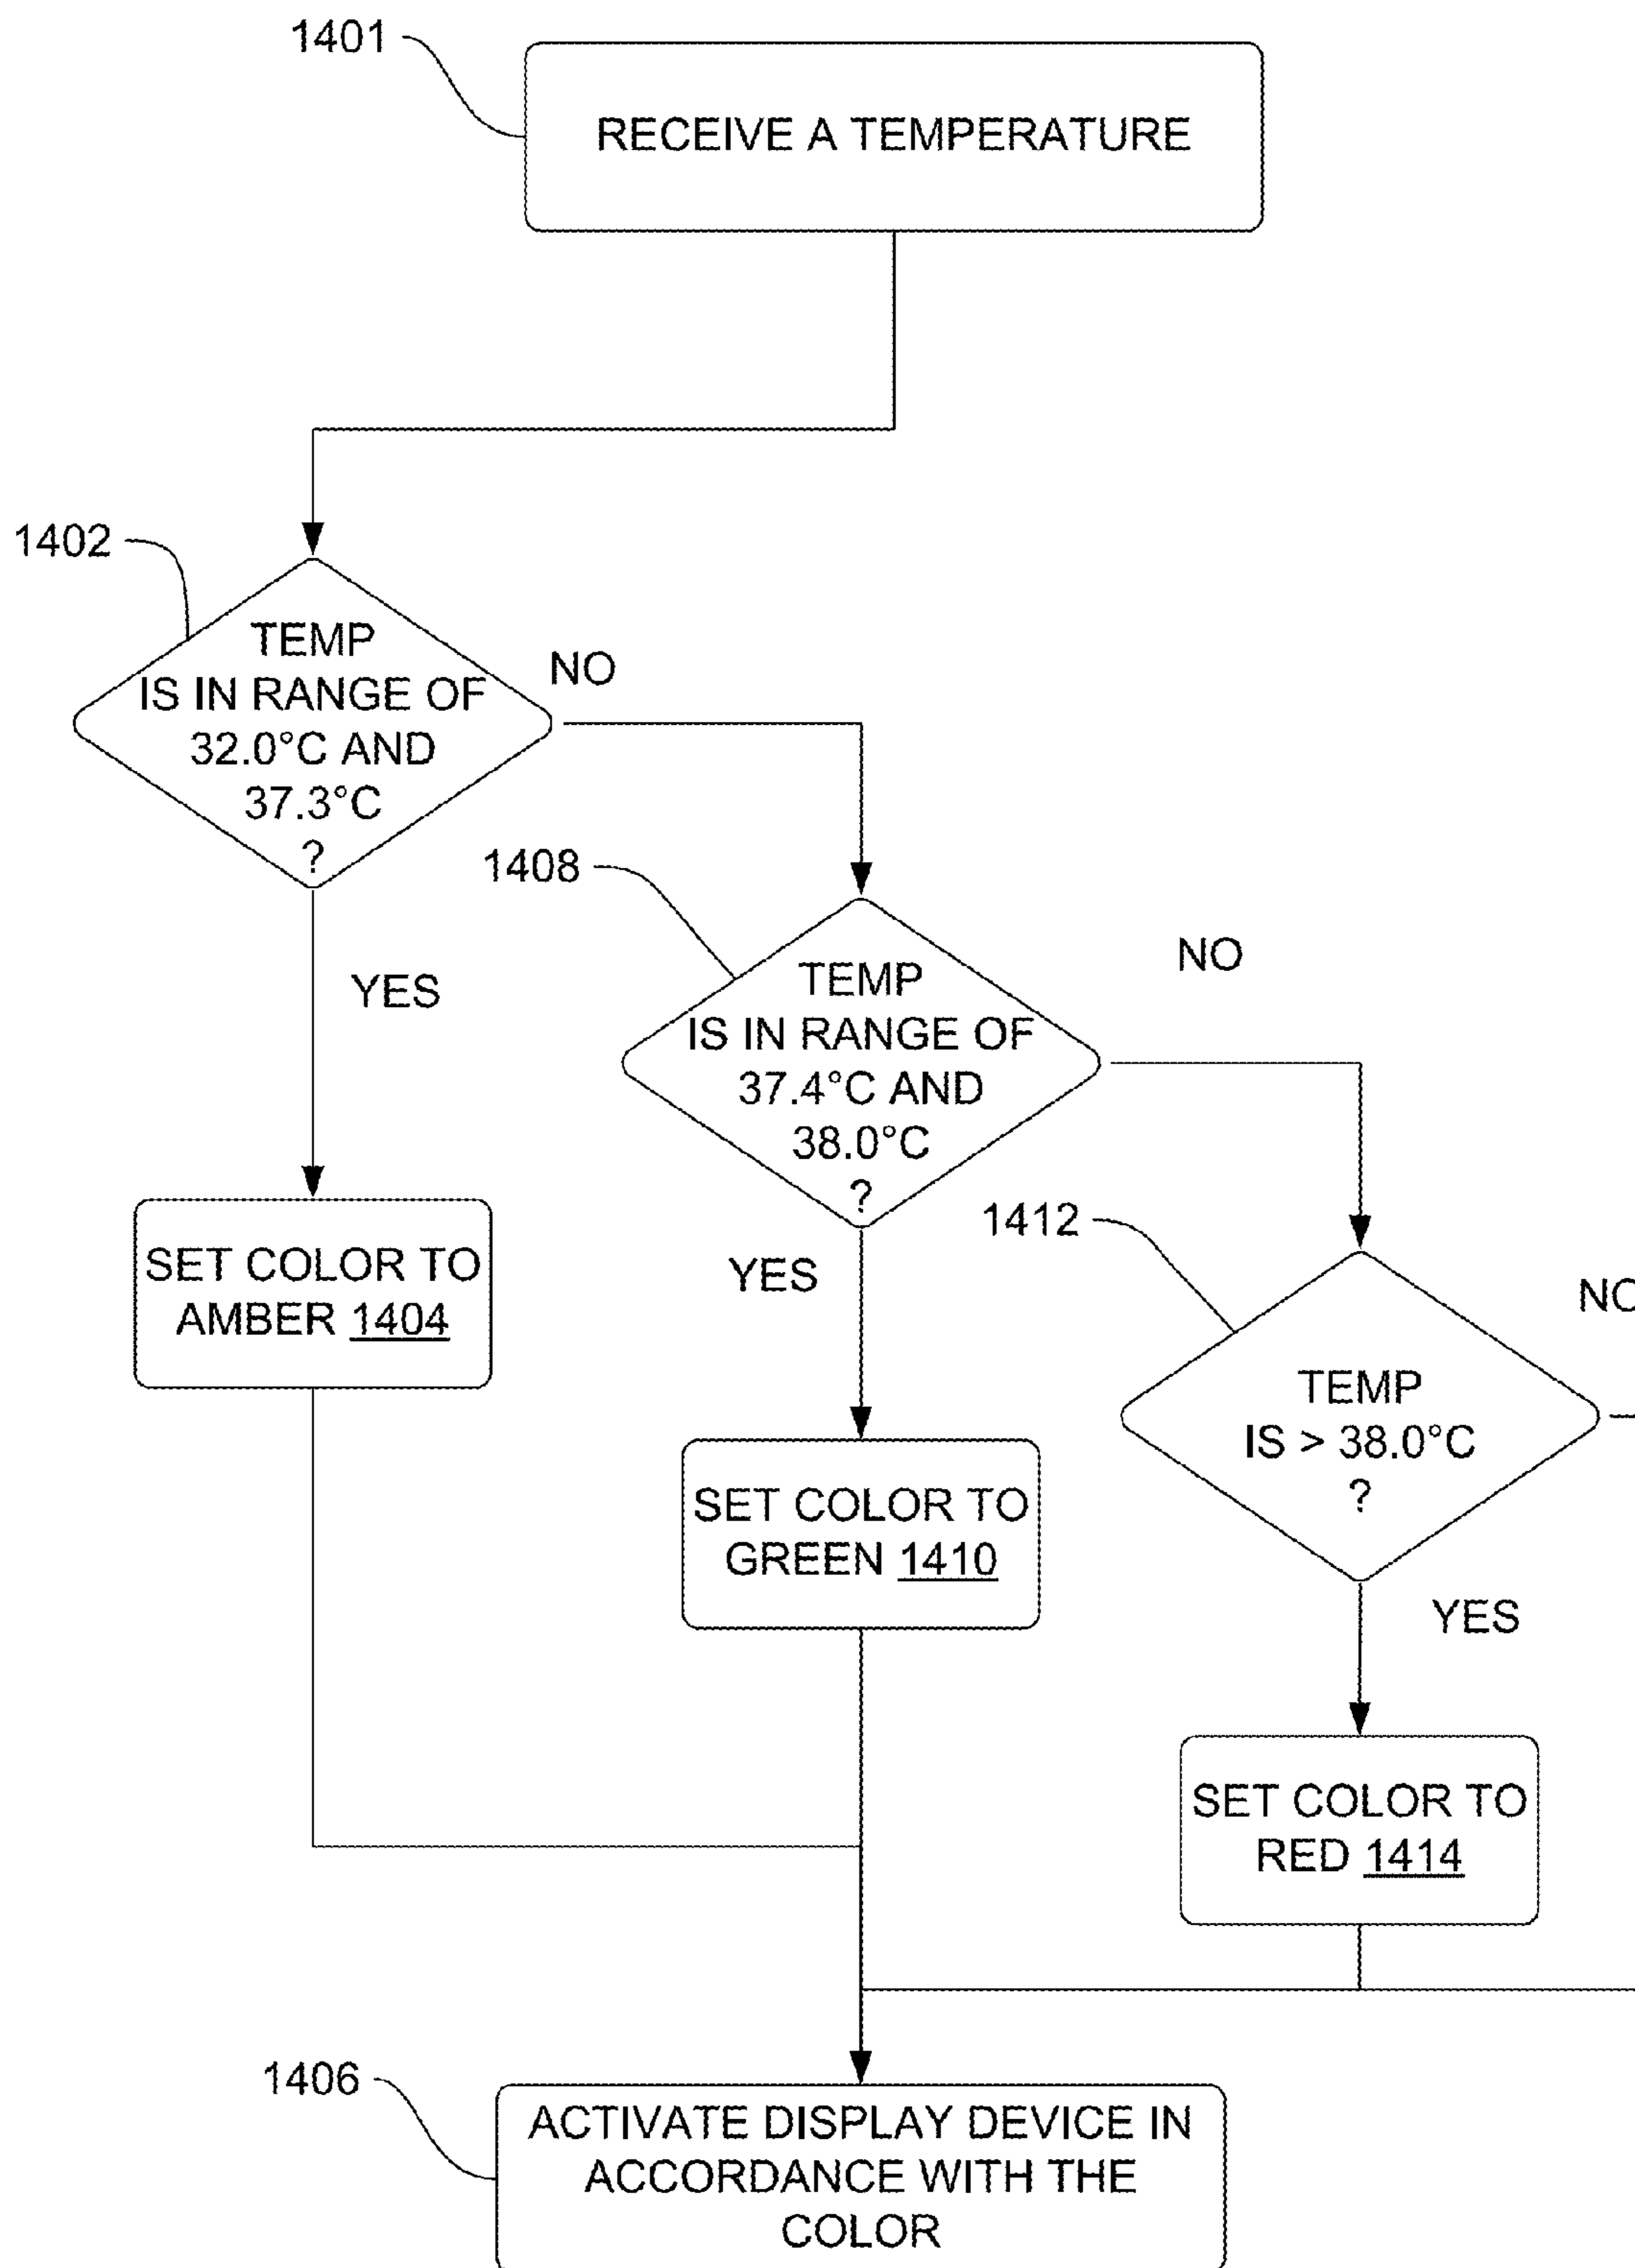 1401
RECEIVE A TEMPERATURE
1402
TEMP
IS IN RANGE OF
32.0°C AND
37.3°C
?
NO
1408
YES
TEMP
IS IN RANGE OF
37.4°C AND
38.0°C
?
NO
SET COLOR TO
AMBER 1404
YES
1412
TEMP
IS > 38.0°C
?
NO
SET COLOR TO
GREEN 1410
YES
SET COLOR TO
RED 1414
1406
ACTIVATE DISPLAY DEVICE IN
ACCORDANCE WITH THE
COLOR